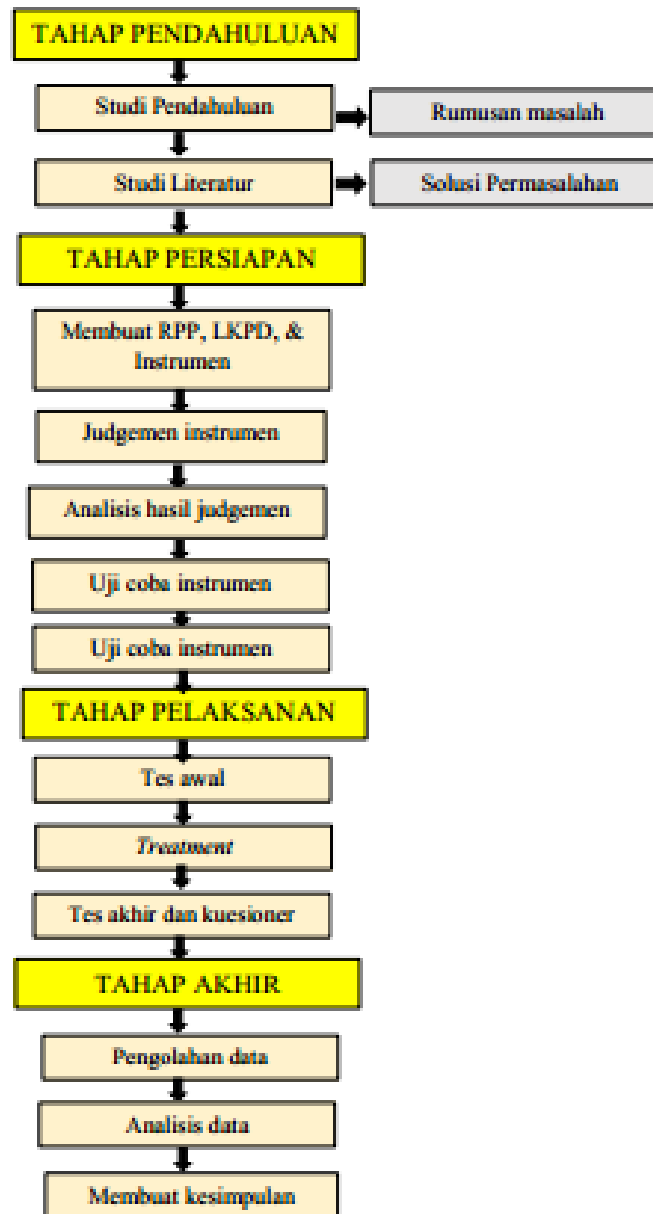 TAHAP PENDAHULUAN
Studi Pendahuluan
Rumusan masalah
Studi Literatur
Solusi Permasalahan
TAHAP PERSIAPAN
Membuat RPP, LKPD, &
Instrumen
Judgemen instrumen
Analisis hasil judgemen
Uji coba instrumen
Uji coba instrumen
TAHAP PELAKSANAN
Tes awal
Treatment
Tes akhir dan kuesioner
TAHAP AKHIR
Pengolahan data
Analisis data
Membuat kesimpulan